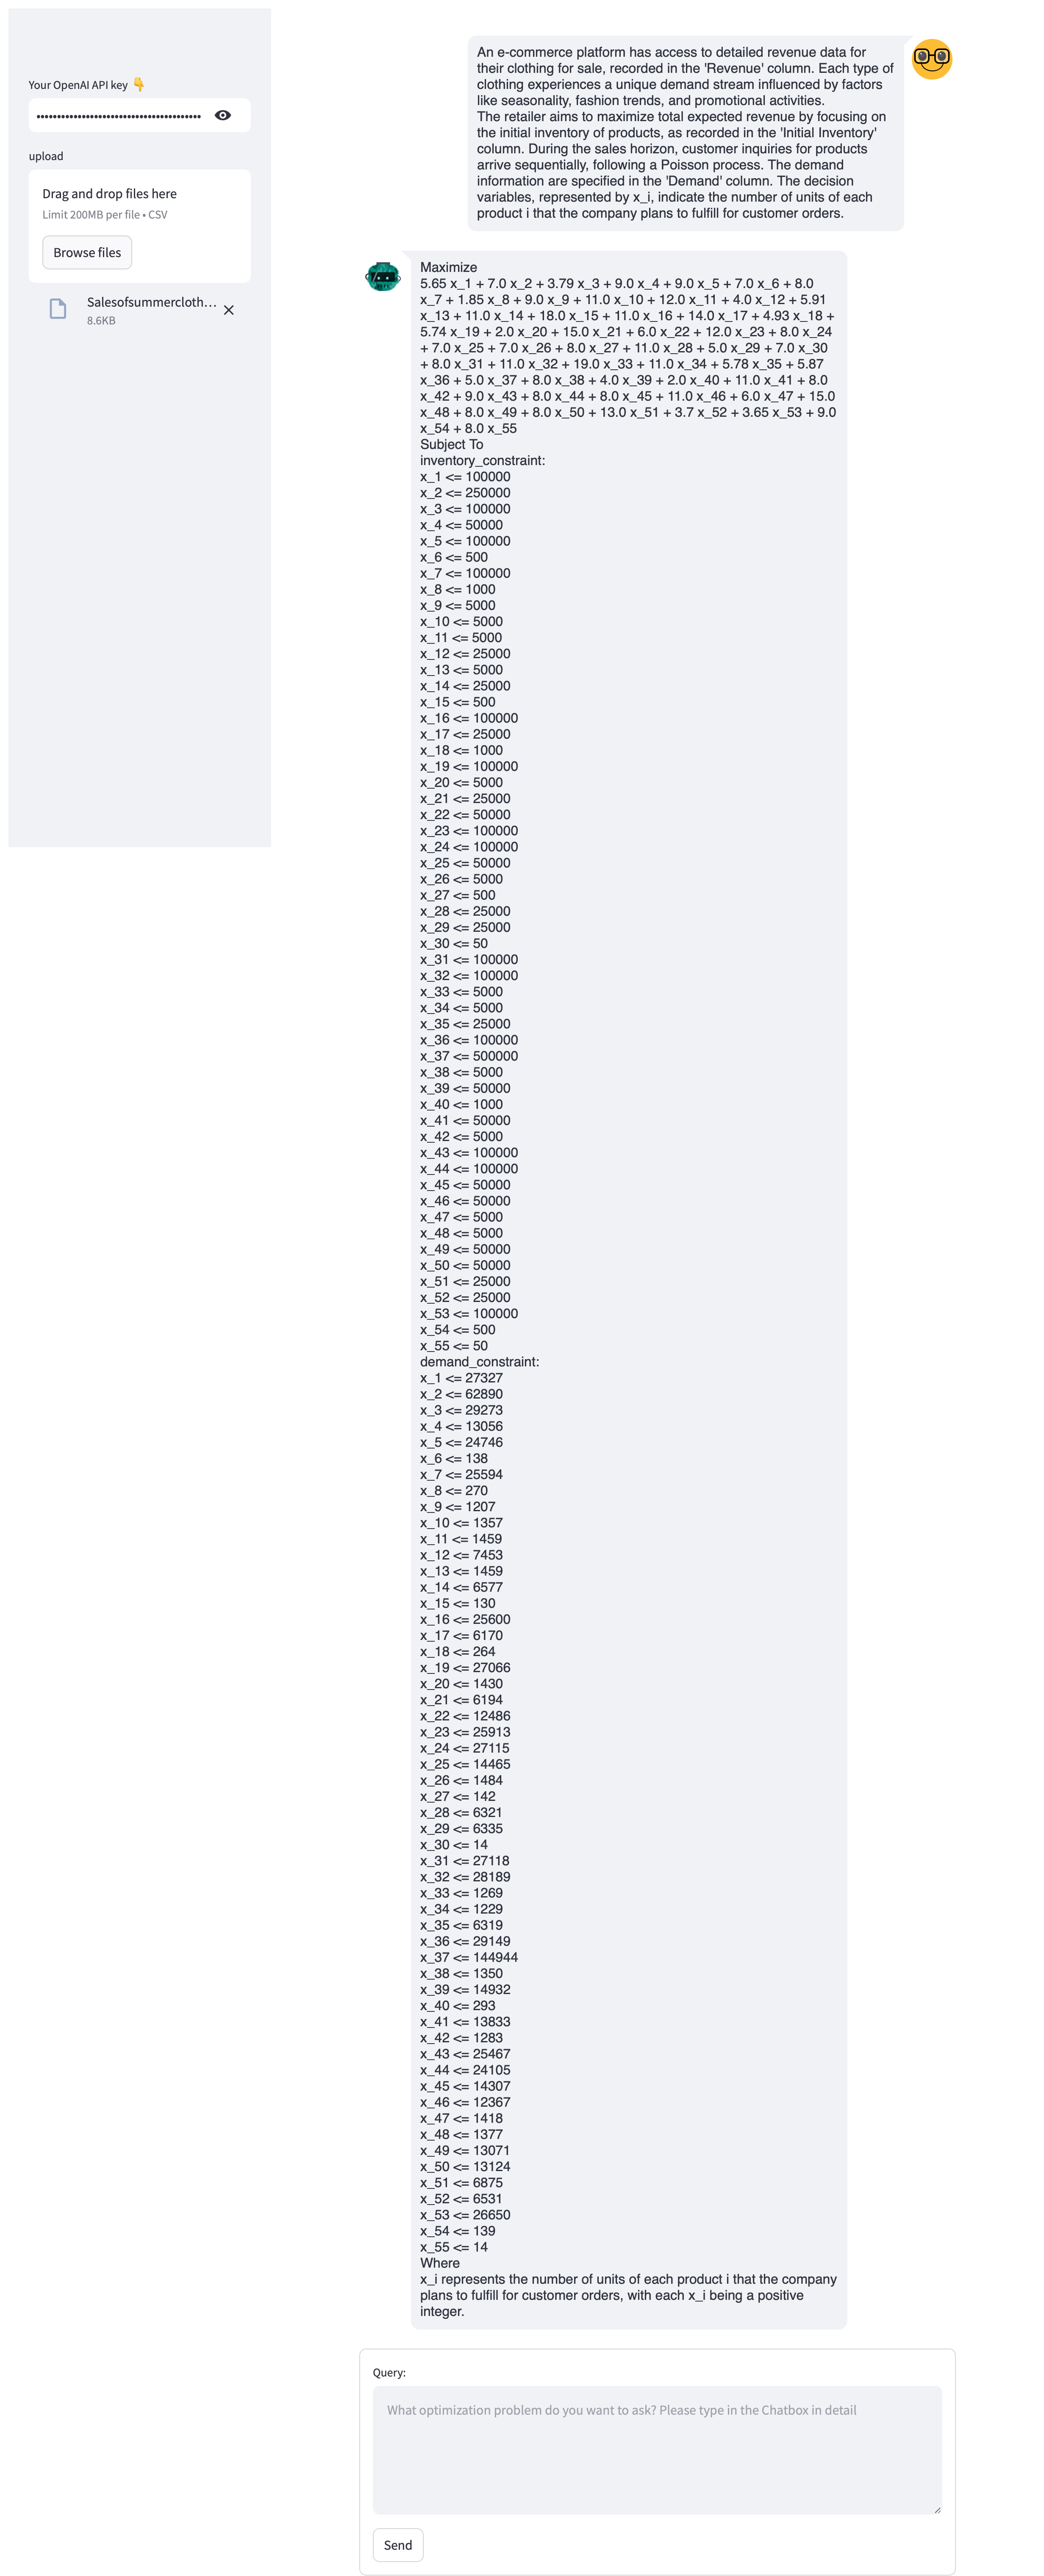 Your OpenAI API key 👇
••••••••••••••••••••••••••••••••••••••••
upload
Drag and drop files here
Limit 200MB per file • CSV
Browse files
Salesofsummercloth...
8.6KB
An e-commerce platform has access to detailed revenue data for
their clothing for sale, recorded in the 'Revenue' column. Each type of
clothing experiences a unique demand stream influenced by factors
like seasonality, fashion trends, and promotional activities.
The retailer aims to maximize total expected revenue by focusing on
the initial inventory of products, as recorded in the 'Initial Inventory'
column. During the sales horizon, customer inquiries for products
arrive sequentially, following a Poisson process. The demand
information are specified in the 'Demand' column. The decision
variables, represented by x_i, indicate the number of units of each
product i that the company plans to fulfill for customer orders.
Maximize
5.65 x_1 + 7.0 x_2 + 3.79 x_3 + 9.0 x_4 + 9.0 x_5 + 7.0 x_6 + 8.0
x_7 + 1.85 x_8 + 9.0 x_9 + 11.0 x_10 + 12.0 x_11 + 4.0 x_12 + 5.91
x_13 + 11.0 x_14 + 18.0 x_15 + 11.0 x_16 + 14.0 x_17 + 4.93 x_18 +
5.74 x_19 + 2.0 x_20 + 15.0 x_21 + 6.0 x_22 + 12.0 x_23 + 8.0 x_24
+ 7.0 x_25 + 7.0 x_26 + 8.0 x_27 + 11.0 x_28 + 5.0 x_29 + 7.0 x_30
+ 8.0 x_31 + 11.0 x_32 + 19.0 x_33 + 11.0 x_34 + 5.78 x_35 + 5.87
x_36 + 5.0 x_37 + 8.0 x_38 + 4.0 x_39 + 2.0 x_40 + 11.0 x_41 + 8.0
x_42 + 9.0 x_43 + 8.0 x_44 + 8.0 x_45 + 11.0 x_46 + 6.0 x_47 + 15.0
x_48 + 8.0 x_49 + 8.0 x_50 + 13.0 x_51 + 3.7 x_52 + 3.65 x_53 + 9.0
x_54 + 8.0 x_55
Subject To
inventory_constraint:
x_1 <= 100000
x_2 <= 250000
x_3 <= 100000
x_4 <= 50000
x_5 <= 100000
x_6 <= 500
x_7 <= 100000
x_8 <= 1000
x_9 <= 5000
x_10 <= 5000
x_11 <= 5000
x_12 <= 25000
x_13 <= 5000
x_14 <= 25000
x_15 <= 500
x_16 <= 100000
x_17 <= 25000
x_18 <= 1000
x_19 <= 100000
x_20 <= 5000
x_21 <= 25000
x_22 <= 50000
x_23 <= 100000
x_24 <= 100000
x_25 <= 50000
x_26 <= 5000
x_27 <= 500
x_28 <= 25000
x_29 <= 25000
x_30 <= 50
x_31 <= 100000
x_32 <= 100000
x_33 <= 5000
x_34 <= 5000
x_35 <= 25000
x_36 <= 100000
x_37 <= 500000
x_38 <= 5000
x_39 <= 50000
x_40 <= 1000
x_41 <= 50000
x_42 <= 5000
x_43 <= 100000
x_44 <= 100000
x_45 <= 50000
x_46 <= 50000
x_47 <= 5000
x_48 <= 5000
x_49 <= 50000
x_50 <= 50000
x_51 <= 25000
x_52 <= 25000
x_53 <= 100000
x_54 <= 500
x_55 <= 50
demand_constraint:
x_1 <= 27327
x_2 <= 62890
x_3 <= 29273
x_4 <= 13056
x_5 <= 24746
x_6 <= 138
x_7 <= 25594
x_8 <= 270
x_9 <= 1207
x_10 <= 1357
x_11 <= 1459
x_12 <= 7453
x_13 <= 1459
x_14 <= 6577
x_15 <= 130
x_16 <= 25600
x_17 <= 6170
x_18 <= 264
x_19 <= 27066
x_20 <= 1430
x_21 <= 6194
x_22 <= 12486
x_23 <= 25913
x_24 <= 27115
x_25 <= 14465
x_26 <= 1484
x_27 <= 142
x_28 <= 6321
x_29 <= 6335
x_30 <= 14
x_31 <= 27118
x_32 <= 28189
x_33 <= 1269
x_34 <= 1229
x_35 <= 6319
x_36 <= 29149
x_37 <= 144944
x_38 <= 1350
x_39 <= 14932
x_40 <= 293
x_41 <= 13833
x_42 <= 1283
x_43 <= 25467
x_44 <= 24105
x_45 <= 14307
x_46 <= 12367
x_47 <= 1418
x_48 <= 1377
x_49 <= 13071
x_50 <= 13124
x_51 <= 6875
x_52 <= 6531
x_53 <= 26650
x_54 <= 139
x_55 <= 14
Where
x_i represents the number of units of each product i that the company
plans to fulfill for customer orders, with each x_i being a positive
integer.
Query:
What optimization problem do you want to ask? Please type in the Chatbox in detail
Send